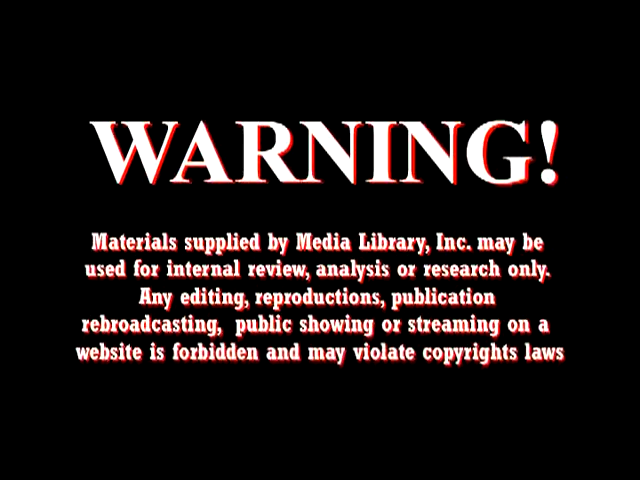 WARNING!
Materials supplied by Media Library, Inc. may be
used for internal review, analysis or research only.
Any editing, reproductions, publication
rebroadcasting, public showing or streaming on a
website is forbidden and may violate copyrights laws